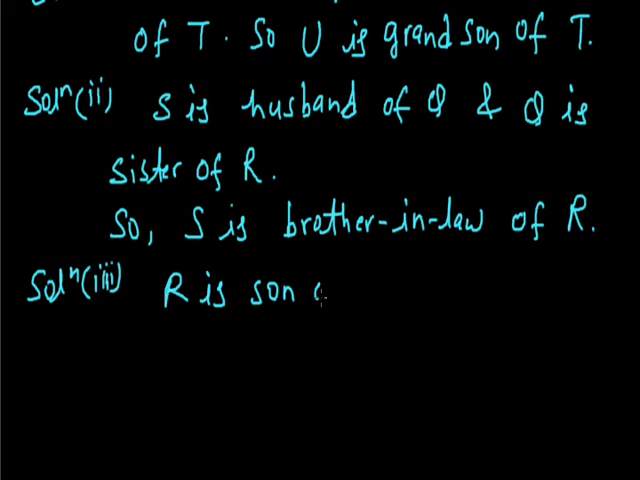 of T. So U is grand son of T.
Solⁿ(ii) S is husband of Q & Q is
sister of R.
So, S is brother-in-law of R.
Solⁿ(iii) R is son